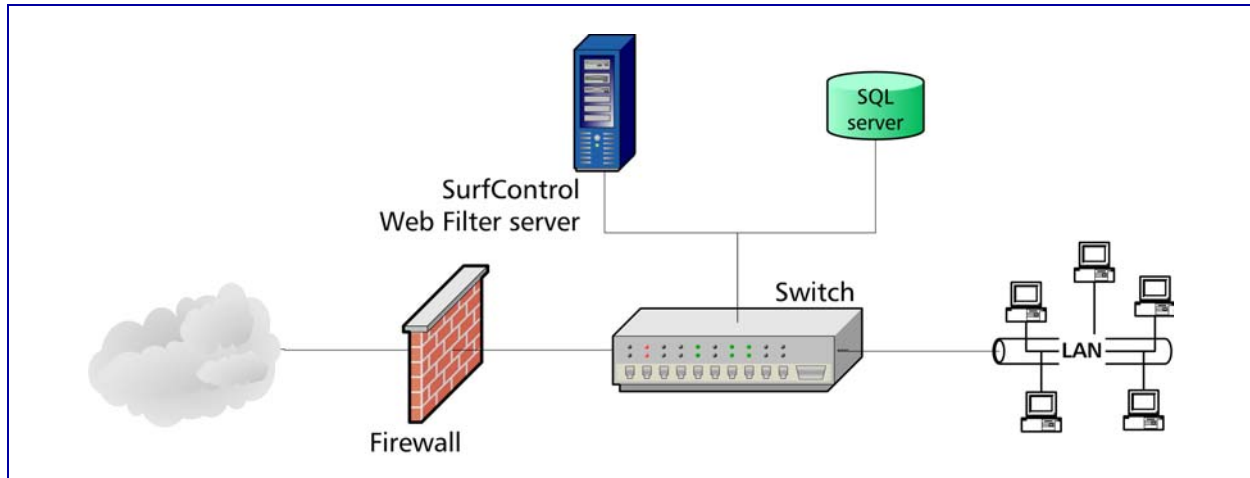 SQL
server
SurfControl
Web Filter server
Switch
LAN
Firewall